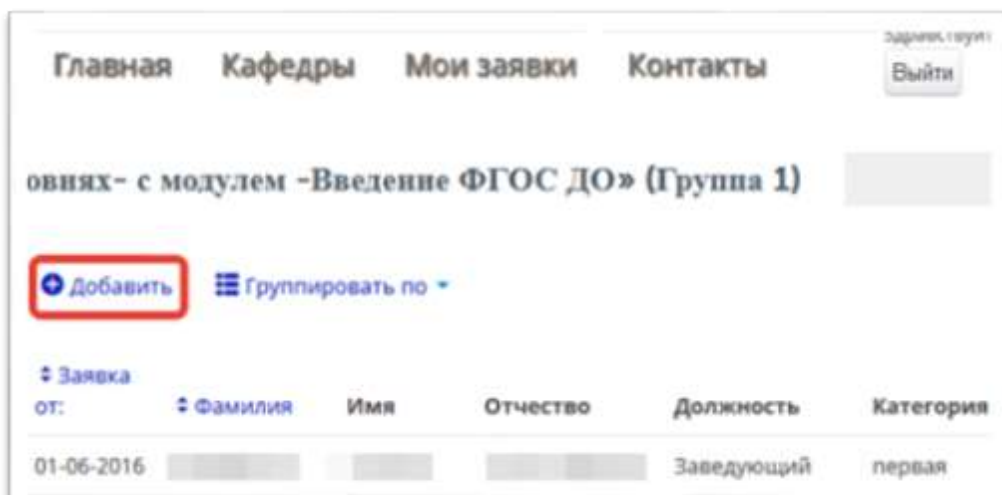 Главная Кафедры Мои заявки Контакты
Выйти
овнях- с модулем -Введение ФГОС ДО» (Группа 1)
Добавить Группировать по
Заявка
от: Фамилия Имя Отчество Должность Категория
01-06-2016 Заведующий первая